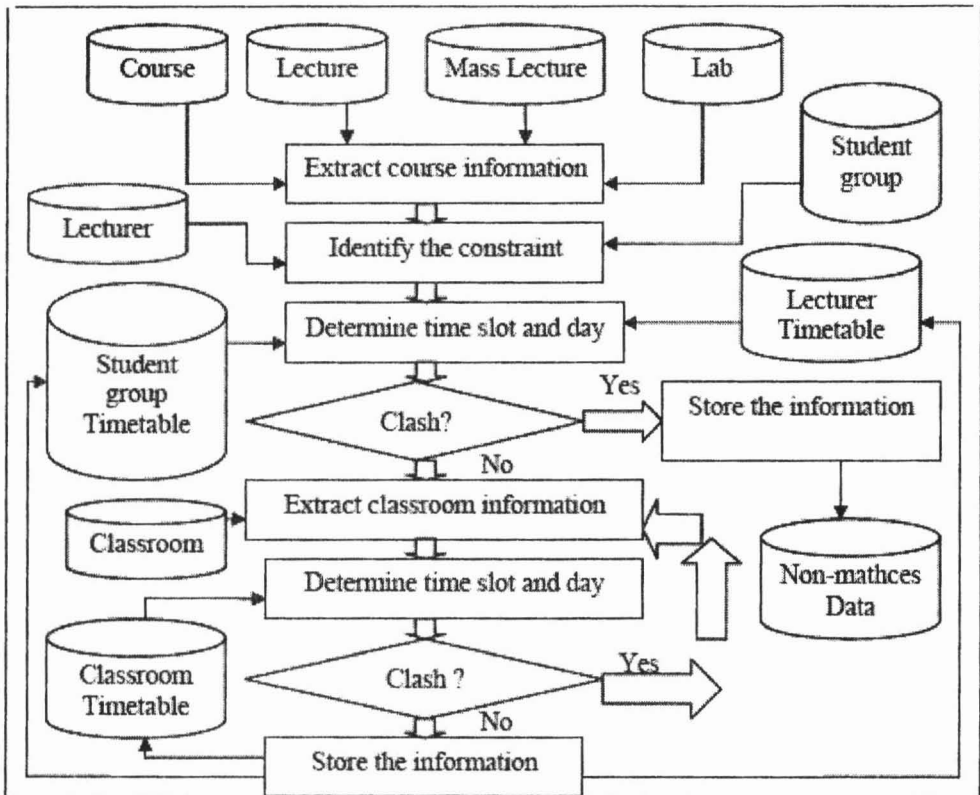 Course
Lecture
Mass Lecture
Lab
Student
group
Extract course information
Lecturer
Identify the constraint
Lecturer
Timetable
Determine time slot and day
Student
group
Timetable
Clash?
Yes
Store the information
No
Extract classroom information
Classroom
Non-mathces
Data
Determine time slot and day
Classroom
Timetable
Clash ?
Yes
No
Store the information